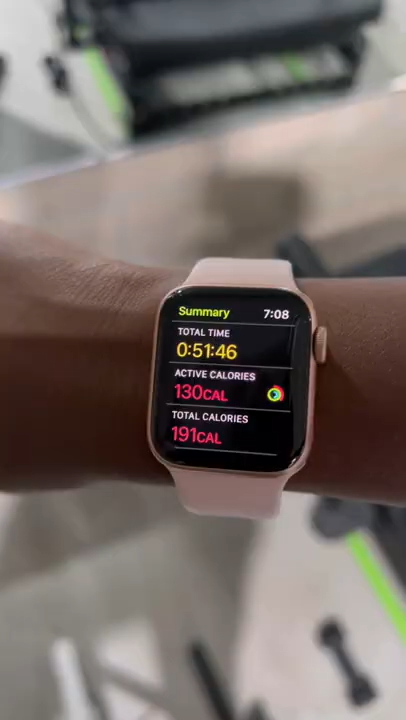 Summary 7:08
TOTAL TIME
0:51:46
ACTIVE CALORIES
130CAL
TOTAL CALORIES
191CAL